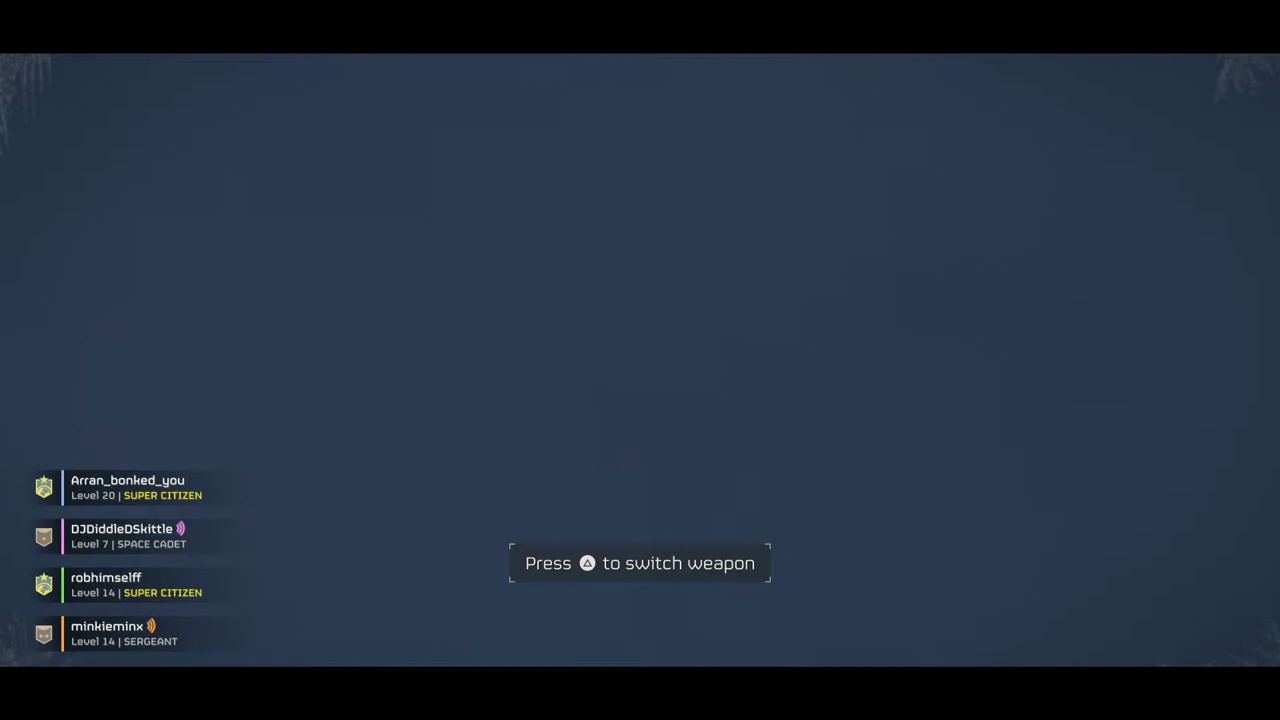 Arran_bonked_you
Level 20 | SUPER CITIZEN
DJDiddleDSkittle
Level 7 | SPACE CADET
robhimselff
Level 14 | SUPER CITIZEN
minkieminx
Level 14 | SERGEANT
Press △ to switch weapon